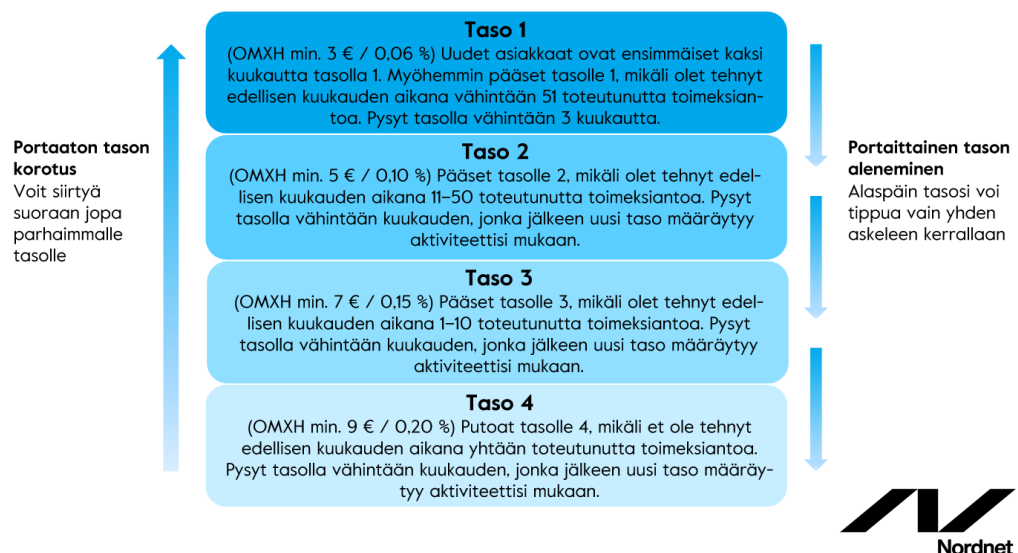 Taso 1
(OMXH min. 3 € / 0,06 %) Uudet asiakkaat ovat ensimmäiset kaksi
kuukautta tasolla 1. Myöhemmin pääset tasolle 1, mikäli olet tehnyt
edellisen kuukauden aikana vähintään 51 toteutunutta toimeksian-
toa. Pysyt tasolla vähintään 3 kuukautta.
Portaaton tason
korotus
Voit siirtyä
suoraan jopa
parhaimmalle
tasolle
Taso 2
(OMXH min. 5 € / 0,10 %) Pääset tasolle 2, mikäli olet tehnyt edel-
lisen kuukauden aikana 11–50 toteutunutta toimeksiantoa. Pysyt
tasolla vähintään kuukauden, jonka jälkeen uusi taso määräytyy
aktiviteettisi mukaan.
Portaittainen tason
aleneminen
Alaspäin tasosi voi
tippua vain yhden
askeleen kerrallaan
Taso 3
(OMXH min. 7 € / 0,15 %) Pääset tasolle 3, mikäli olet tehnyt edel-
lisen kuukauden aikana 1–10 toteutunutta toimeksiantoa. Pysyt
tasolla vähintään kuukauden, jonka jälkeen uusi taso määräytyy
aktiviteettisi mukaan.
Taso 4
(OMXH min. 9 € / 0,20 %) Putoat tasolle 4, mikäli et ole tehnyt
edellisen kuukauden aikana yhtään toteutunutta toimeksiantoa.
Pysyt tasolla vähintään kuukauden, jonka jälkeen uusi taso määräy-
tyy aktiviteettisi mukaan.
Nordnet